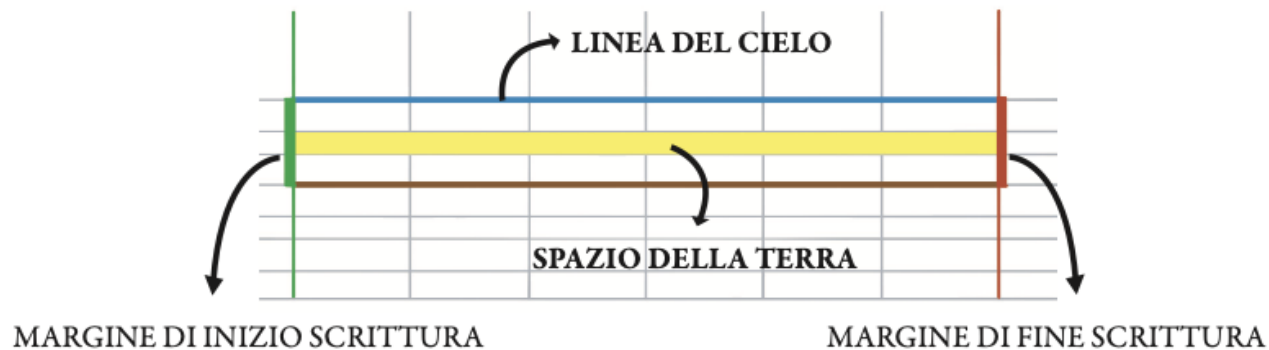 LINEA DEL CIELO
SPAZIO DELLA TERRA
MARGINE DI INIZIO SCRITTURA
MARGINE DI FINE SCRITTURA